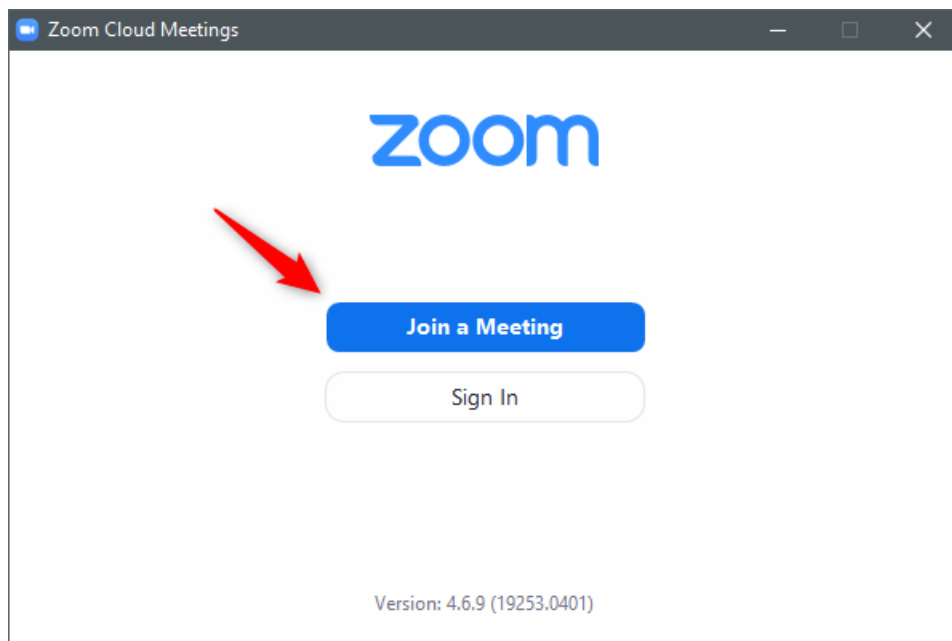 Zoom Cloud Meetings
zoom
Join a Meeting
Sign In
Version: 4.6.9 (19253.0401)